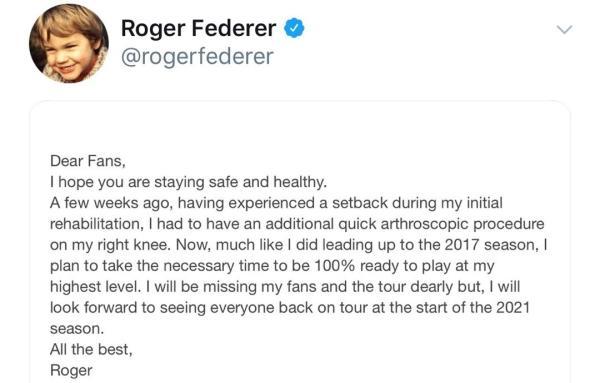 Roger Federer
@rogerfederer
Dear Fans,
I hope you are staying safe and healthy.
A few weeks ago, having experienced a setback during my initial
rehabilitation, I had to have an additional quick arthroscopic procedure
on my right knee. Now, much like I did leading up to the 2017 season, I
plan to take the necessary time to be 100% ready to play at my
highest level. I will be missing my fans and the tour dearly but, I will
look forward to seeing everyone back on tour at the start of the 2021
season.
All the best,
Roger